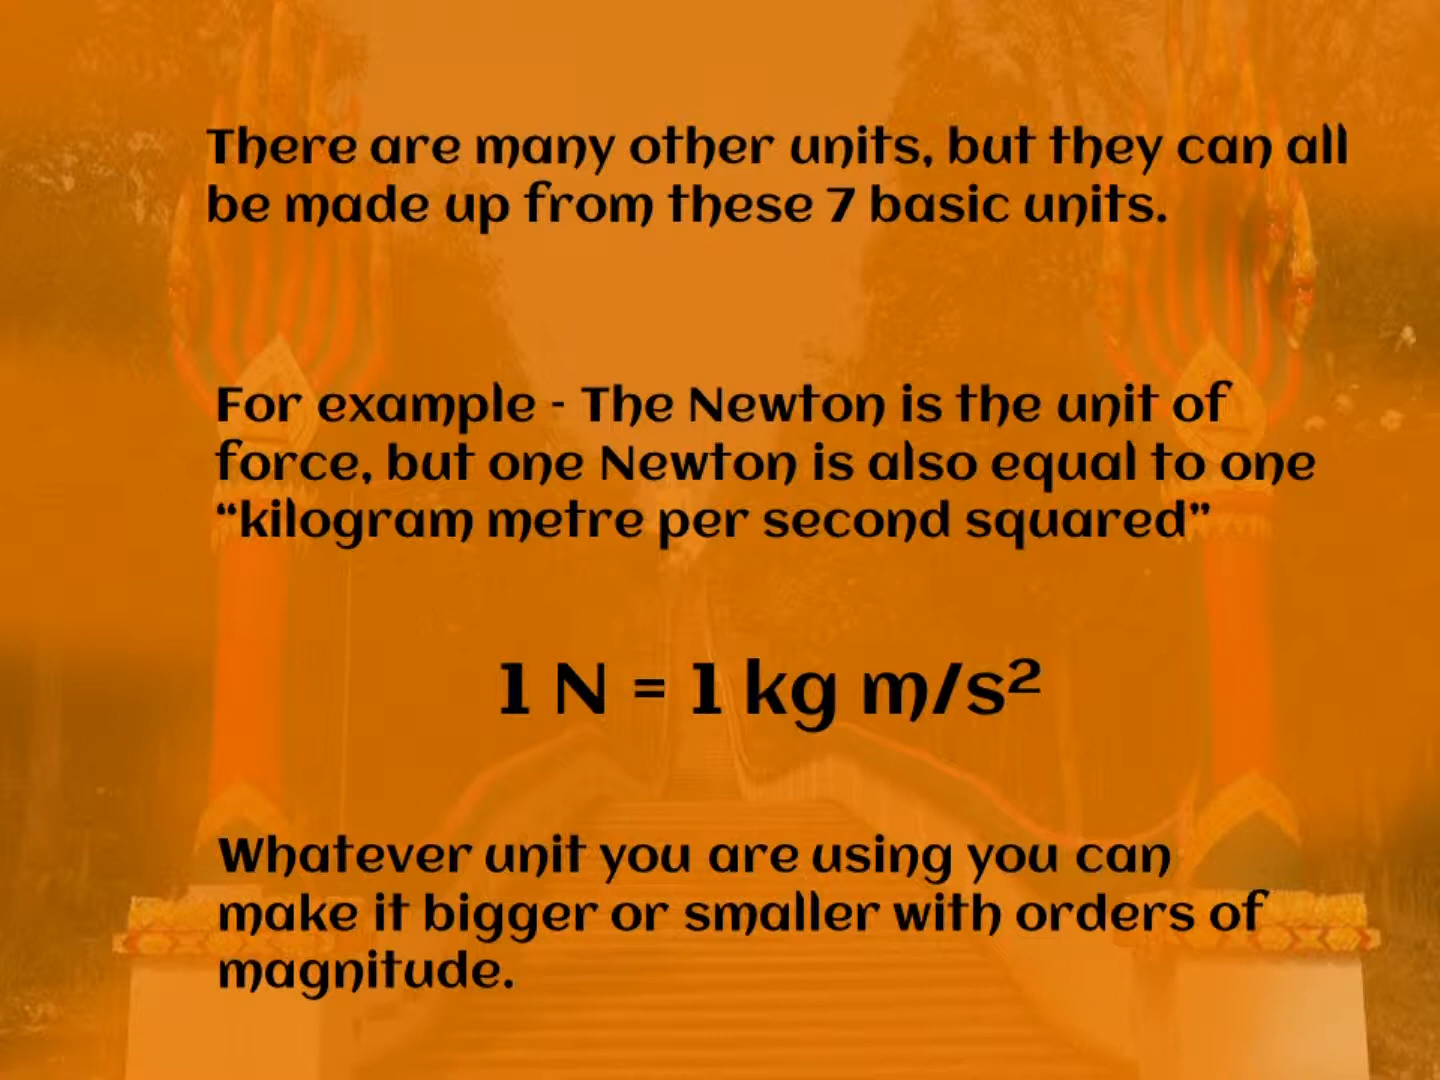 There are many other units, but they can all
be made up from these 7 basic units.
For example - The Newton is the unit of
force, but one Newton is also equal to one
“kilogram metre per second squared”
1 N = 1 kg m/s²
Whatever unit you are using you can
make it bigger or smaller with orders of
magnitude.